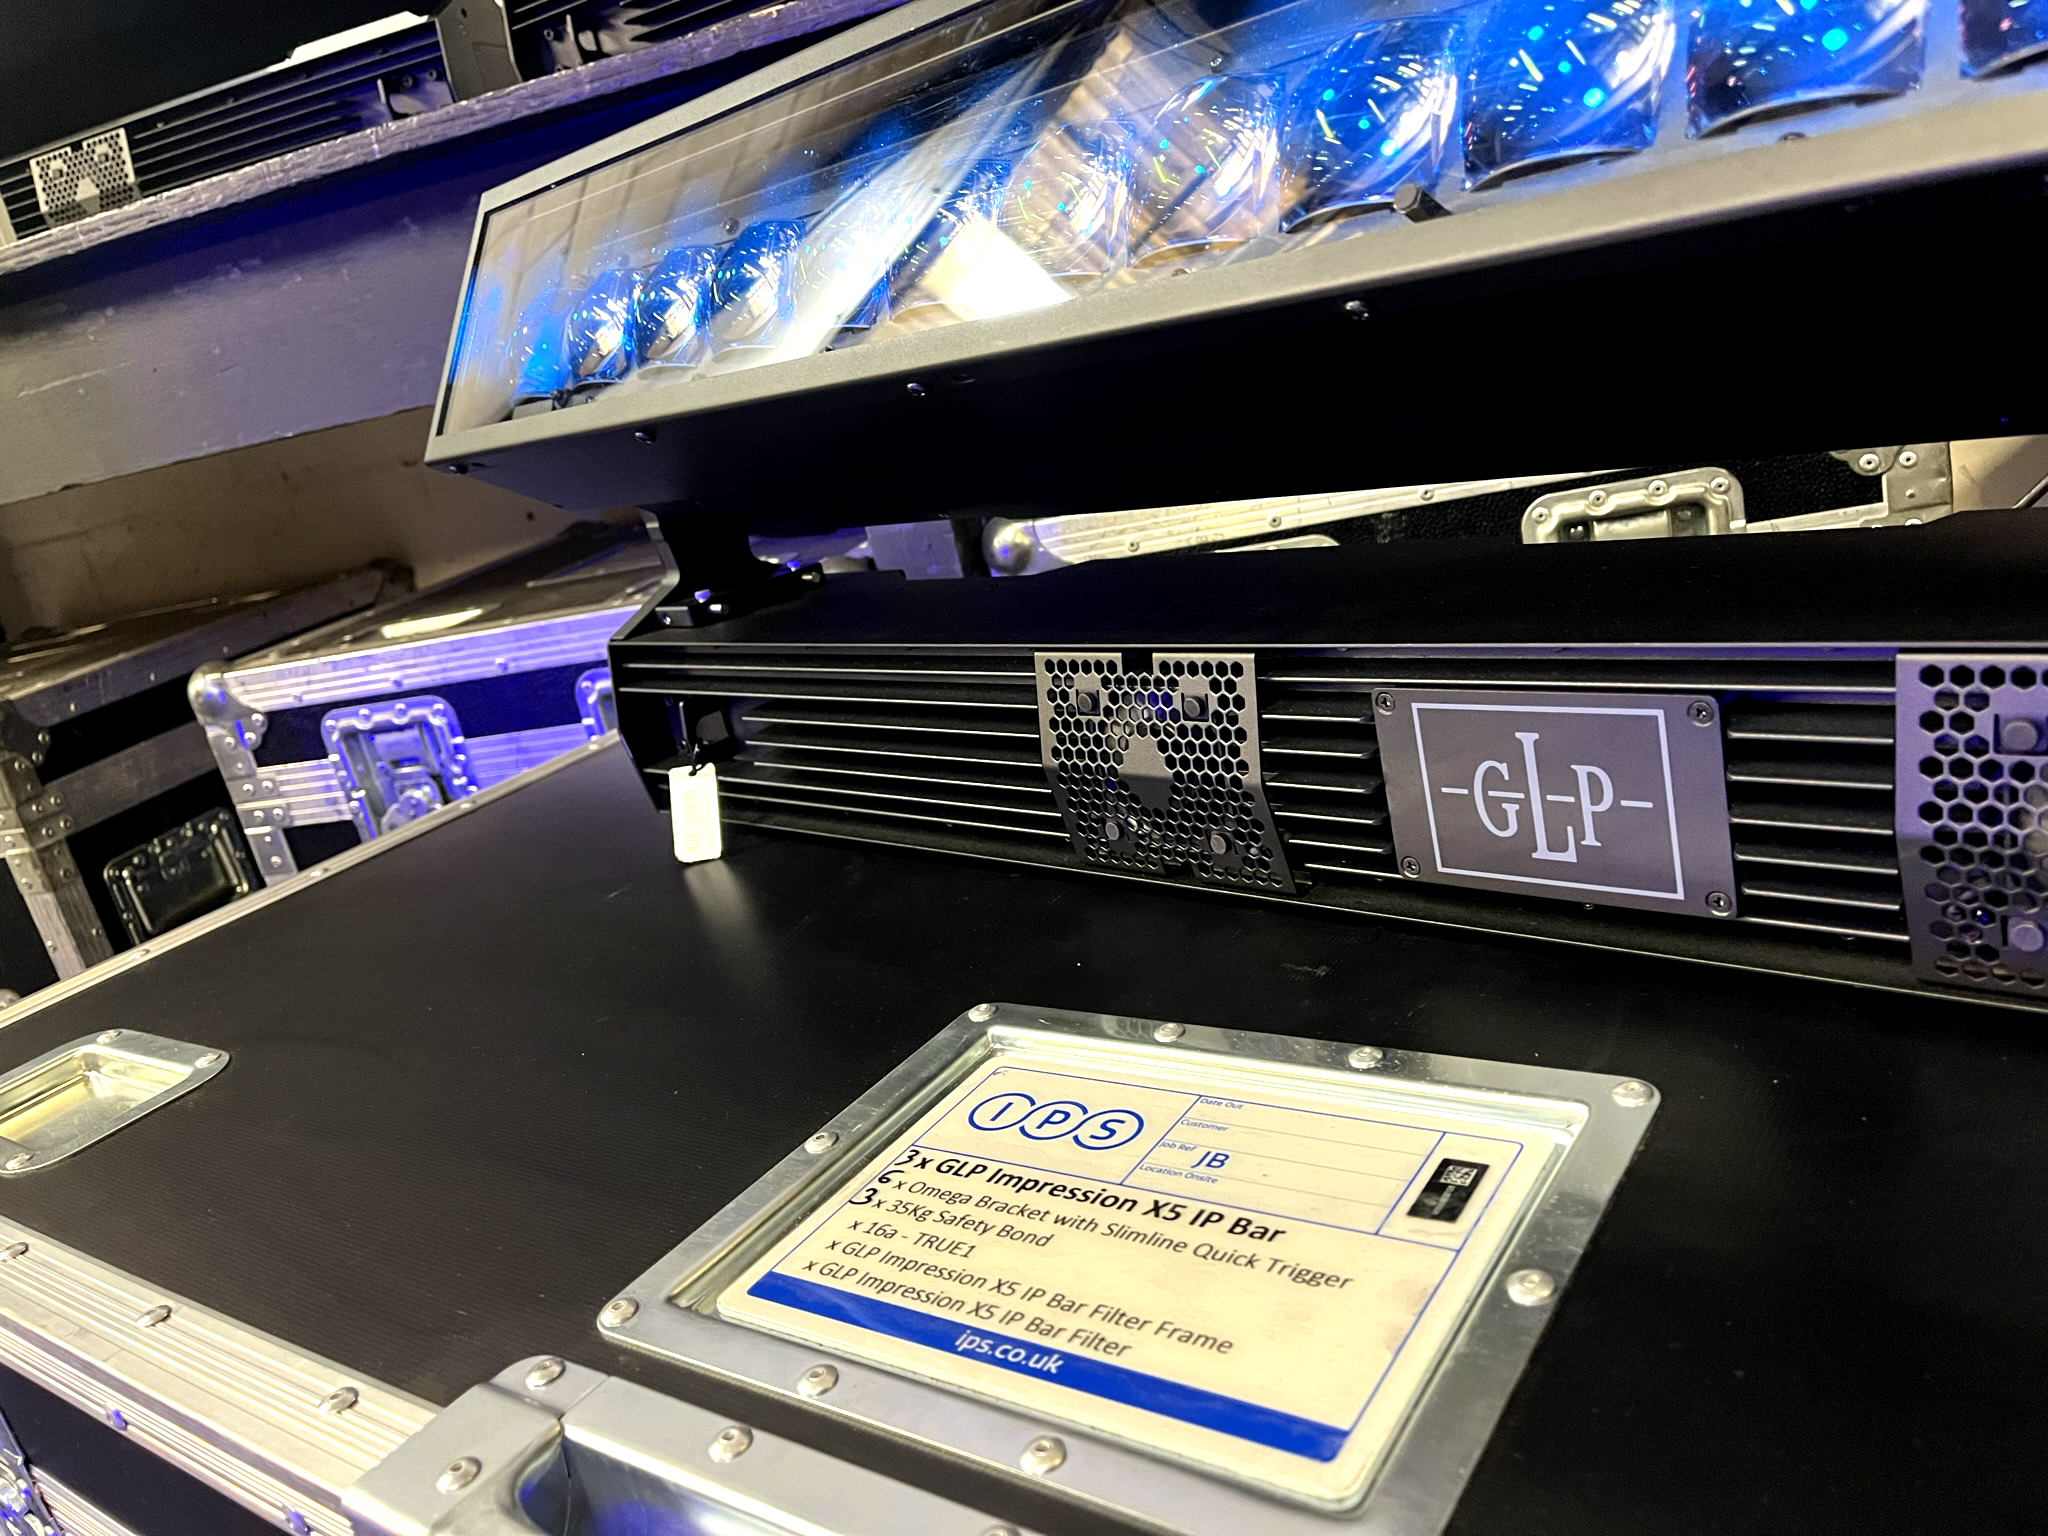 -GLP-
IPS
Date Out
Customer
Job Ref JB
Location Onsite
3x GLP Impression X5 IP Bar
6 x Omega Bracket with Slimline Quick Trigger
3 x 35Kg Safety Bond
x 16a - TRUE1
x GLP Impression X5 IP Bar Filter Frame
x GLP Impression X5 IP Bar Filter
ips.co.uk